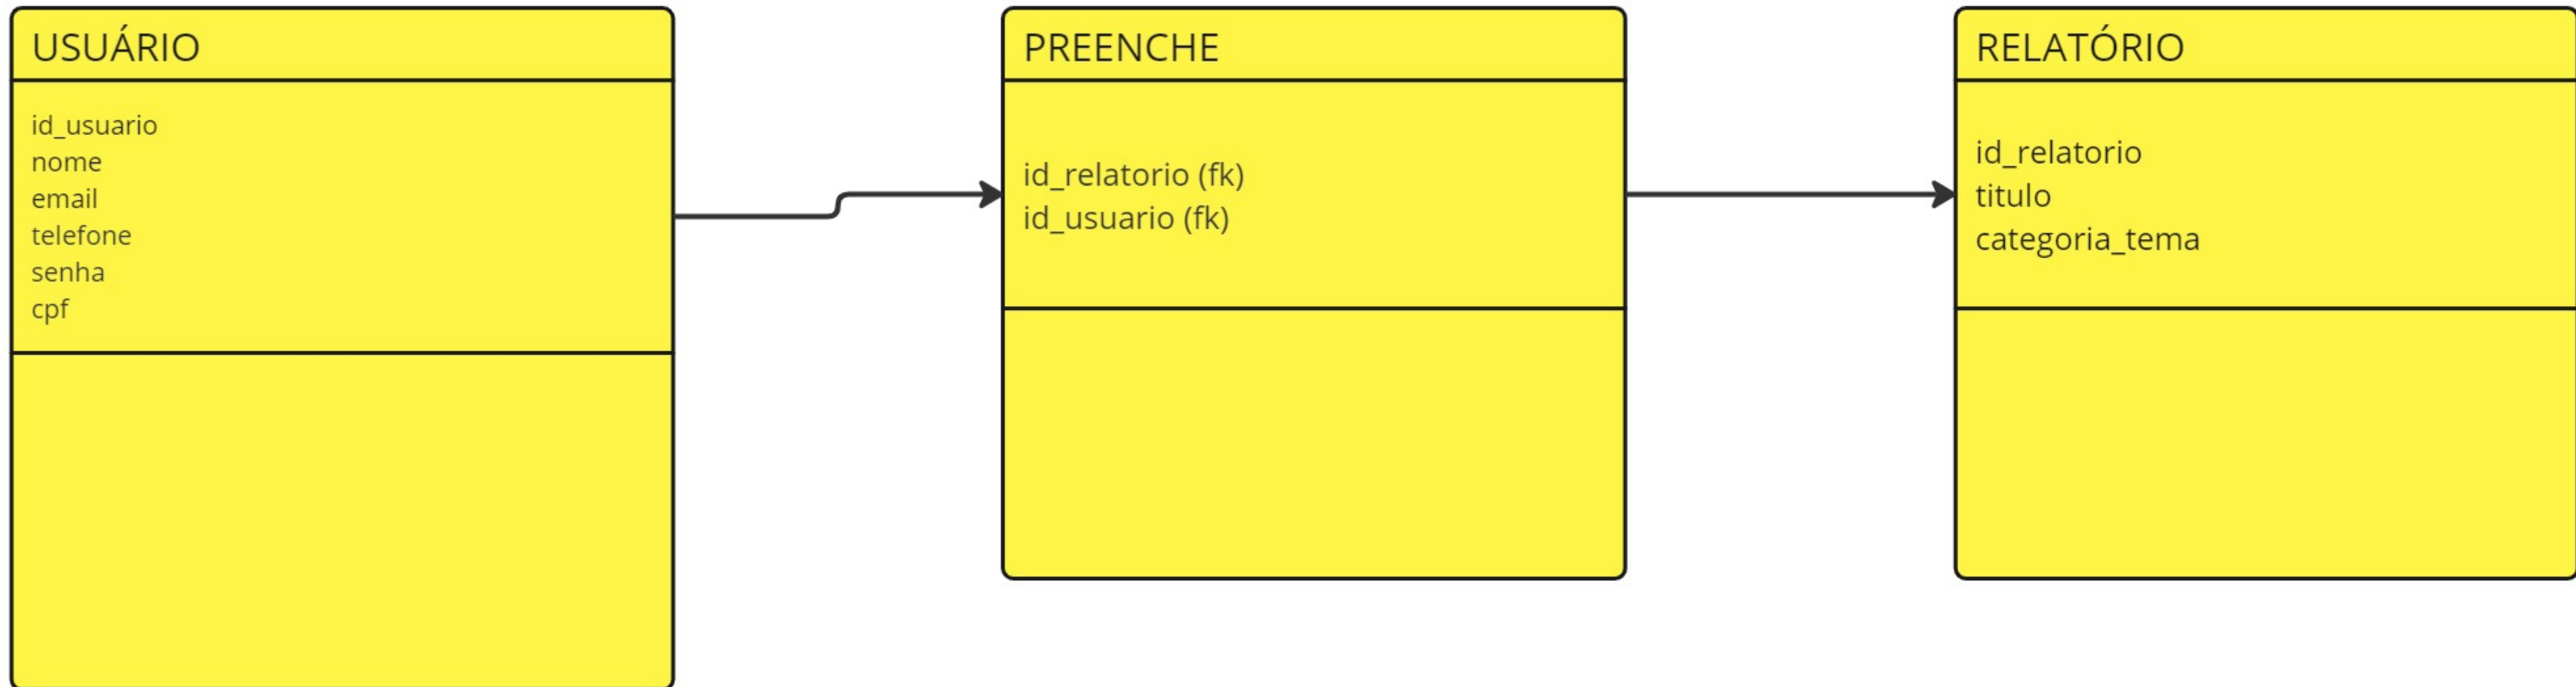 USUÁRIO
id_usuario
nome
email
telefone
senha
cpf
PREENCHE
id_relatorio (fk)
id_usuario (fk)
RELATÓRIO
id_relatorio
titulo
categoria_tema